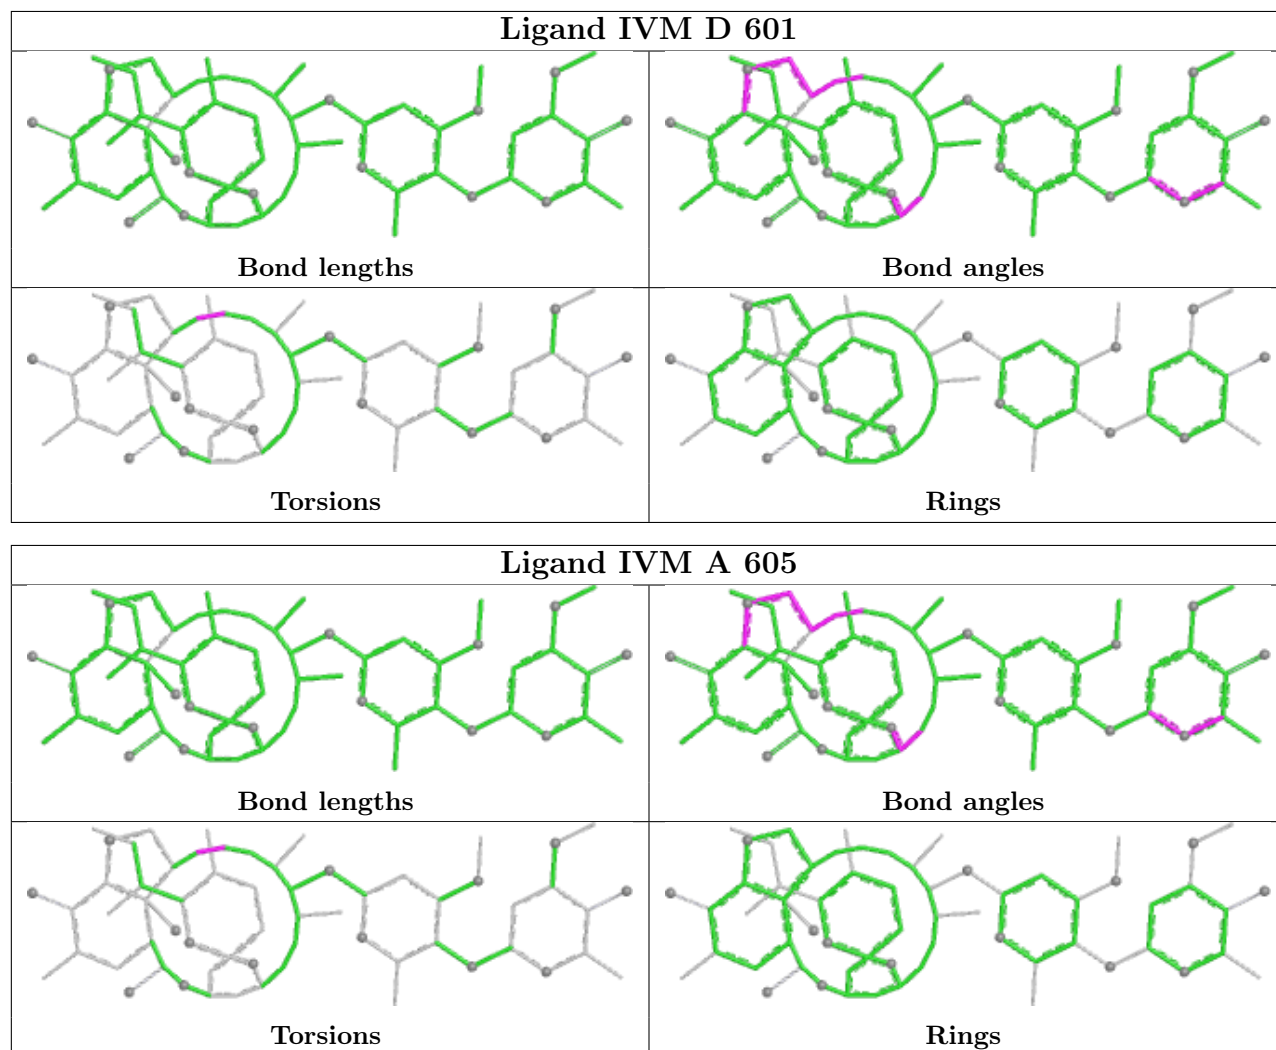 Ligand IVM D 601
Bond lengths
Bond angles
Torsions
Rings
Ligand IVM A 605
Bond lengths
Bond angles
Torsions
Rings